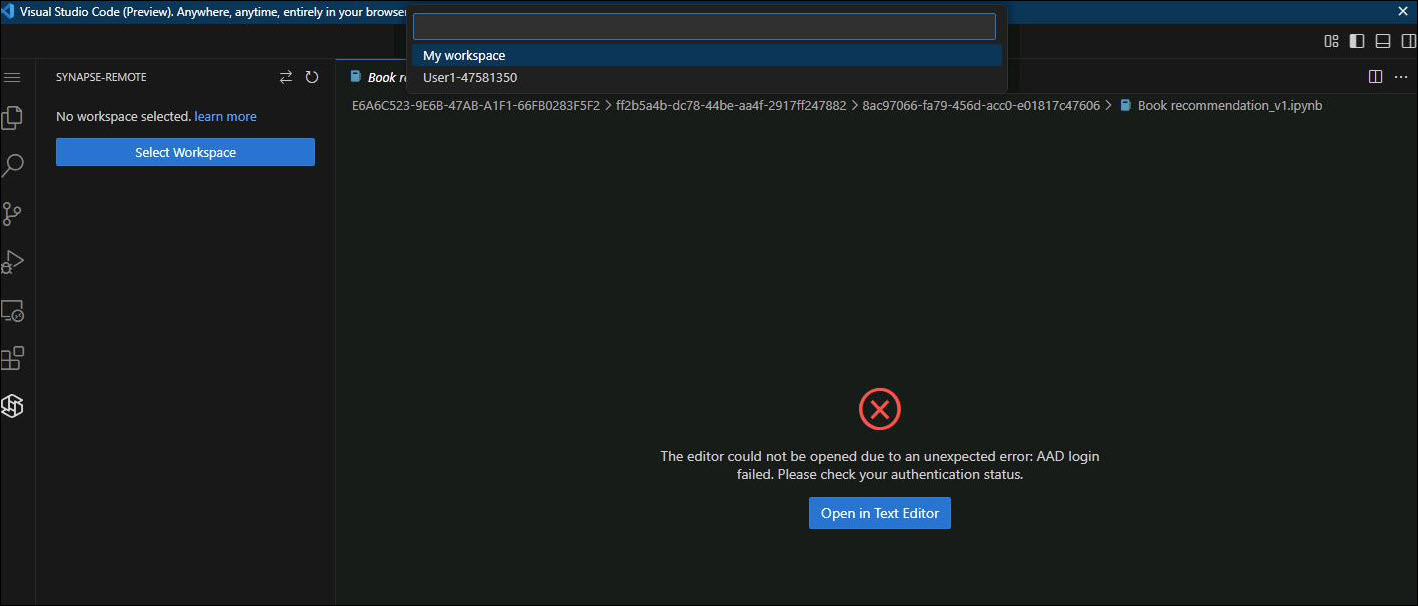 Visual Studio Code (Preview). Anywhere, anytime, entirely in your browser
My workspace
User1-47581350
SYNAPSE-REMOTE
Book re
E6A6C523-9E6B-47AB-A1F1-66FB0283F5F2 > ff2b5a4b-dc78-44be-aa4f-2917ff247882 > 8ac97066-fa79-456d-acc0-e01817c47606 > Book recommendation_v1.ipynb
No workspace selected. learn more
Select Workspace
The editor could not be opened due to an unexpected error: AAD login
failed. Please check your authentication status.
Open in Text Editor